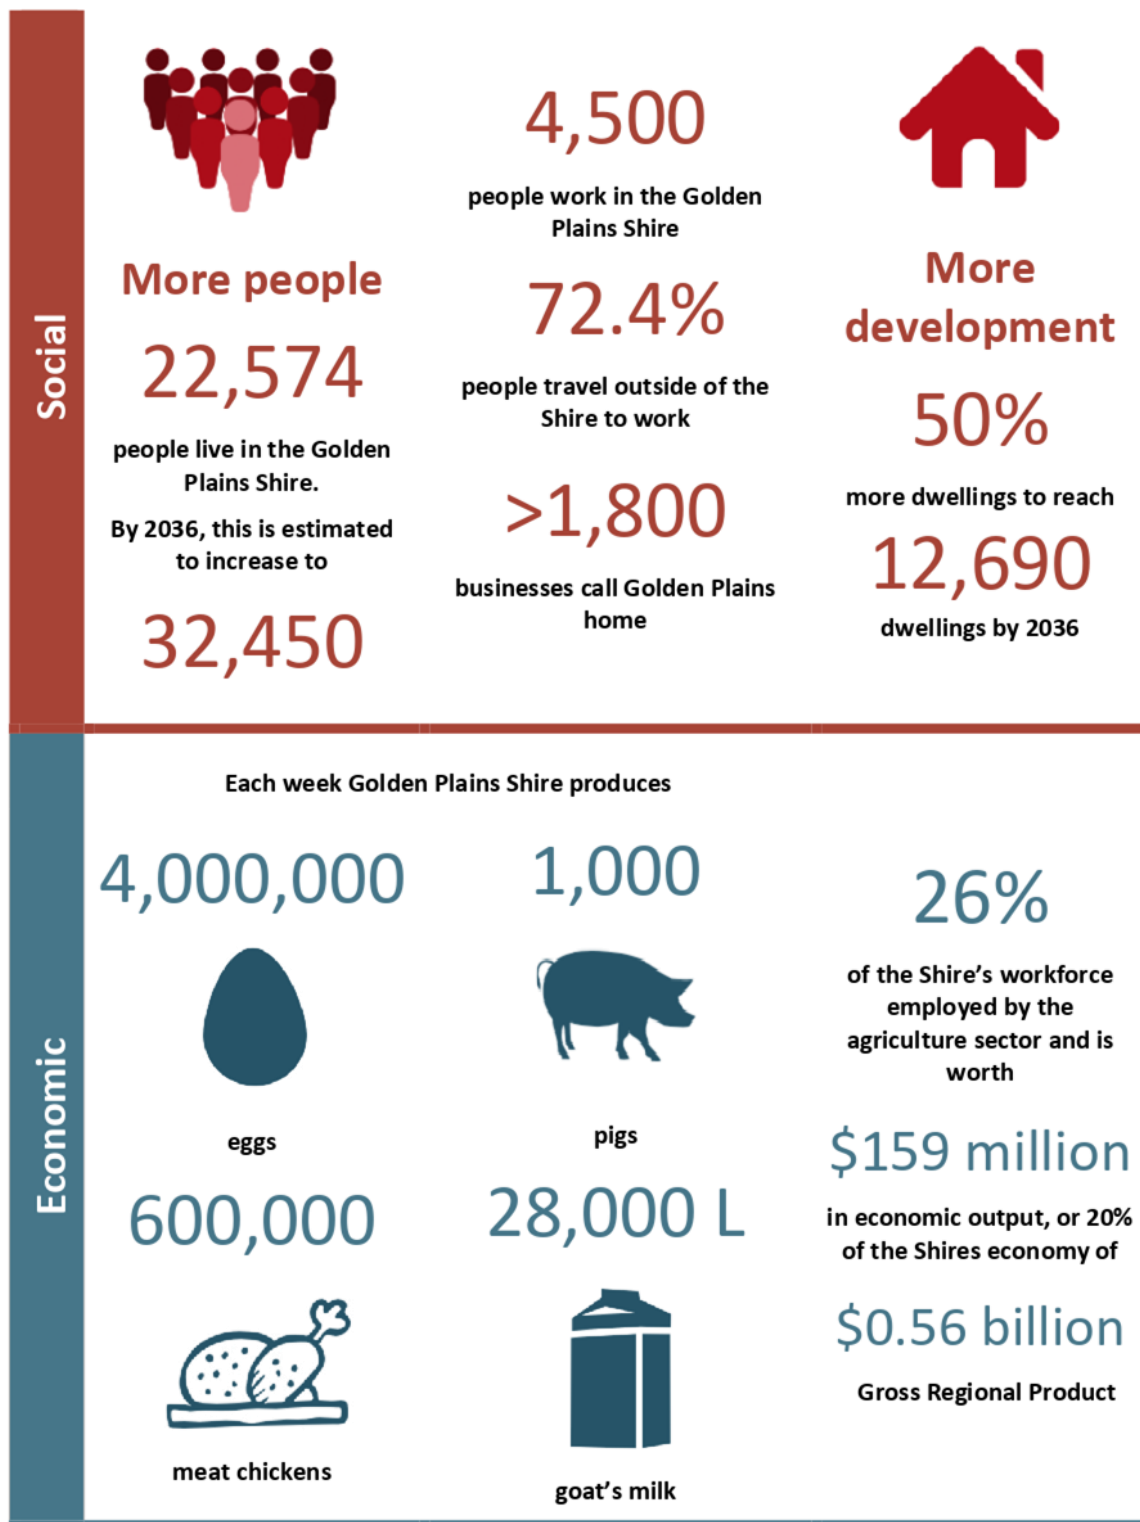 Social
More people
22,574
people live in the Golden
Plains Shire.
By 2036, this is estimated
to increase to
32,450
4,500
people work in the Golden
Plains Shire
72.4%
people travel outside of the
Shire to work
>1,800
businesses call Golden Plains
home
More
development
50%
more dwellings to reach
12,690
dwellings by 2036
Economic
Each week Golden Plains Shire produces
4,000,000
eggs
1,000
pigs
600,000
meat chickens
28,000 L
goat’s milk
26%
of the Shire’s workforce
employed by the
agriculture sector and is
worth
$159 million
in economic output, or 20%
of the Shires economy of
$0.56 billion
Gross Regional Product